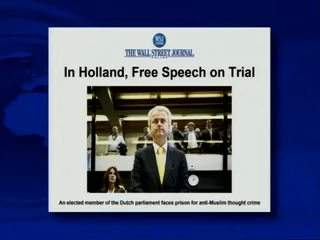 WSJ
THE WALL STREET JOURNAL
In Holland, Free Speech on Trial
An elected member of the Dutch parliament faces prison for anti-Muslim thought crime